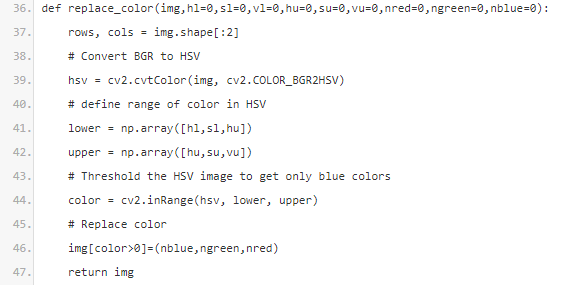 36. def replace_color(img,hl=0,sl=0,vl=0,hu=0,su=0,vu=0,nred=0,ngreen=0,nblue=0):
37.     rows, cols = img.shape[:2]
38.     # Convert BGR to HSV
39.     hsv = cv2.cvtColor(img, cv2.COLOR_BGR2HSV)
40.     # define range of color in HSV
41.     lower = np.array([hl,sl,hu])
42.     upper = np.array([hu,su,vu])
43.     # Threshold the HSV image to get only blue colors
44.     color = cv2.inRange(hsv, lower, upper)
45.     # Replace color
46.     img[color>0]=(nblue,ngreen,nred)
47.     return img